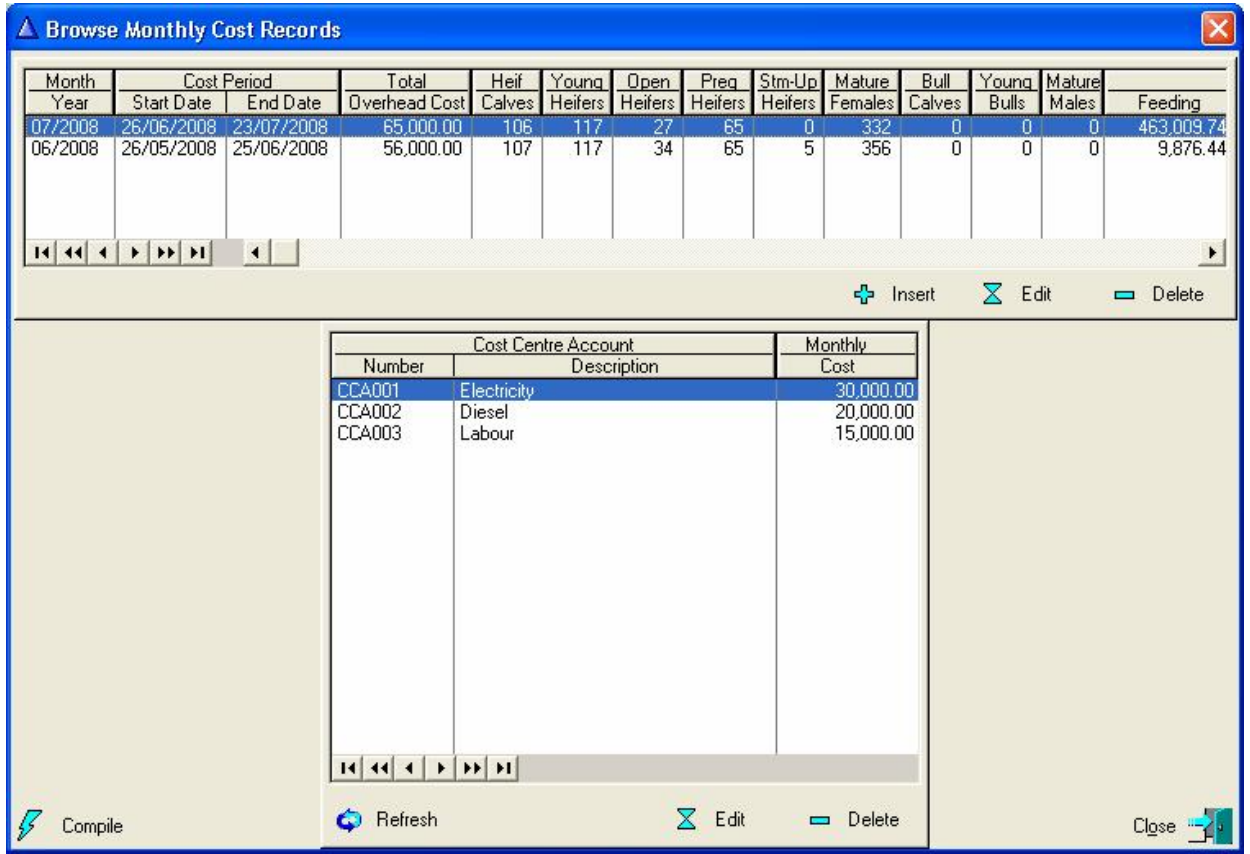 Browse Monthly Cost Records
Month Cost Period Total Heif Young Open Preg Stm-Up Mature Bull Young Mature
Year Start Date End Date Overhead Cost Calves Heifers Heifers Heifers Heifers Females Calves Bulls Males Feeding
07/2008 26/06/2008 23/07/2008 65,000.00 106 117 27 65 0 332 0 0 0 463,009.74
06/2008 26/05/2008 25/06/2008 56,000.00 107 117 34 65 5 356 0 0 0 9,876.44
Insert Edit Delete
Cost Centre Account Monthly
Number Description Cost
CCA001 Electricity 30,000.00
CCA002 Diesel 20,000.00
CCA003 Labour 15,000.00
Compile Refresh Edit Delete Close